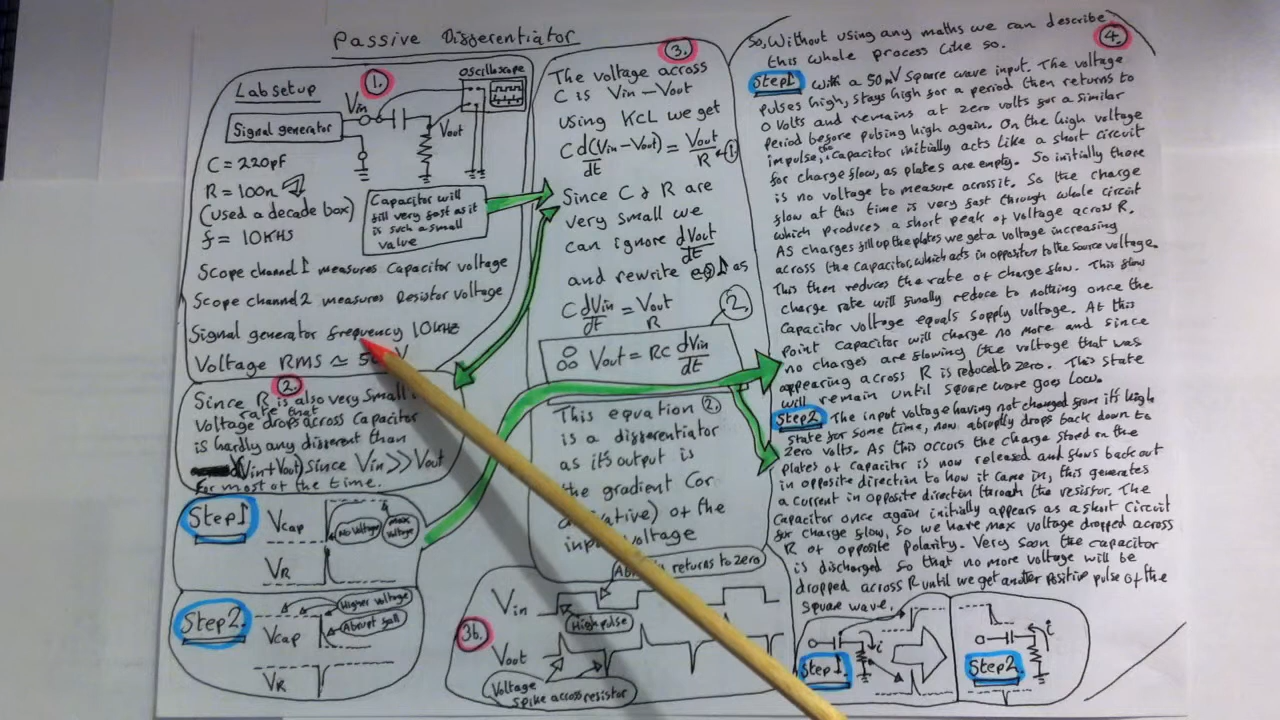 Passive Differentiator
1.
Lab setup
Oscilloscope
Vin
Signal generator
Vout
C = 220pF
R = 100Ω
(used a decade box)
f = 10KHS
Capacitor will
fill very fast as it
is such a small
value
Scope channel 1 measures Capacitor voltage
Scope channel 2 measures Resistor voltage
Signal generator frequency 10KHz
Voltage RMS ≃
2.
Since R is also very Small
rate that
Voltage drops across Capacitor
is hardly any different than
(Vin+Vout) since Vin >> Vout
for most of the time.
Step 1
Vcap
No voltage
max voltage
VR
Step 2.
Higher voltage
Vcap
Abrupt fall
VR
3.
The voltage across
C is Vin - Vout
Using KCL we get
C d(Vin - Vout)/dt = Vout/R ←①
Since C & R are
very small we
can ignore dVout/dt
and rewrite eq 1 as
C dVin/dt = Vout/R
2.
∴ Vout = RC dVin/dt
This equation 2.
is a differentiator
as it's output is
the gradient (or
of the
input voltage
3b.
returns to zero
Vin
High pulse
Vout
Voltage
spike across resistor
4.
So, Without using any maths we can describe
this whole process like so.
Step 1 With a 50mV Square wave input. The voltage
pulses high, stays high for a period then returns to
0 volts and remains at zero volts for a similar
period before pulsing high again. On the high voltage
impulse, the capacitor initially acts like a short circuit
for charge flow, as plates are empty. So initially there
is no voltage to measure across it. So the charge
flow at this time is very fast through whole circuit
which produces a short peak of voltage across R.
As charges fill up the plates we get a voltage increasing
across the capacitor, which acts in oppositon to the source voltage.
This then reduces the rate of charge flow. This flow
charge rate will finally reduce to nothing once the
Capacitor voltage equals supply voltage. At this
point Capacitor will charge no more and since
no charges are flowing the voltage that was
appearing across R is reduced to zero. This state
will remain until square wave goes low.
Step 2 The input voltage having not changed from its high
state for some time, now abruptly drops back down to
zero volts. As this occurs the charge stored on the
plates of capacitor is now released and flows back out
in opposite direction to how it came in, this generates
a current in opposite direction through the resistor. The
Capacitor once again initially appears as a short circuit
for charge flow, so we have max voltage dropped across
R of opposite polarity. Very soon the capacitor
is discharged so that no more voltage will be
dropped across R until we get another positive pulse of the
square wave.
i
Step 1.
i
Step 2.